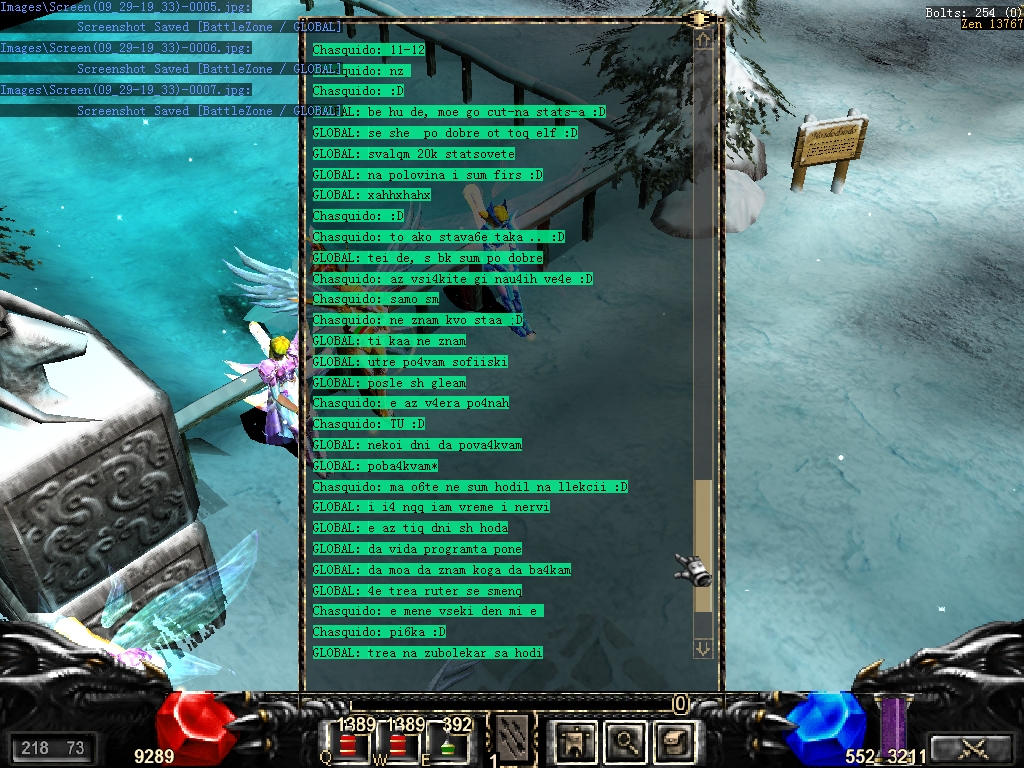 Images\Screen(09_29-19_33)-0005.jpg:
Screenshot Saved [BattleZone / GLOBAL]
Images\Screen(09_29-19_33)-0006.jpg:
Screenshot Saved [BattleZone / GLOBAL]
Images\Screen(09_29-19_33)-0007.jpg:
Screenshot Saved [BattleZone / GLOBAL]
Bolts: 254 (0)
Zen 13767
Chasquido: 11-12
quido: nz
Chasquido: :D
AL: be hu de, moe go cut-na stats-a :D
GLOBAL: se she po dobre ot toq elf :D
GLOBAL: svalqm 20k statsovete
GLOBAL: na polovina i sum firs :D
GLOBAL: xahhxhahx
Chasquido: :D
Chasquido: to ako stava6e taka .. :D
GLOBAL: tei de, s bk sum po dobre
Chasquido: az vsi4kite gi nau4ih ve4e :D
Chasquido: samo sm
Chasquido: ne znam kvo staa :D
GLOBAL: ti kaa ne znam
GLOBAL: utre po4vam sofiiski
GLOBAL: posle sh gleam
Chasquido: e az v4era po4nah
Chasquido: TU :D
GLOBAL: nekoi dni da pova4kvam
GLOBAL: poba4kvam*
Chasquido: ma o6te ne sum hodil na llekcii :D
GLOBAL: i i4 nqq iam vreme i nervi
GLOBAL: e az tiq dni sh hoda
GLOBAL: da vida programta pone
GLOBAL: da moa da znam koga da ba4kam
GLOBAL: 4e trea ruter se smenq
Chasquido: e mene vseki den mi e
Chasquido: pi6ka :D
GLOBAL: trea na zubolekar sa hodi
0
1389 1389 392
Q W E 1
218 73
9289
552 3211